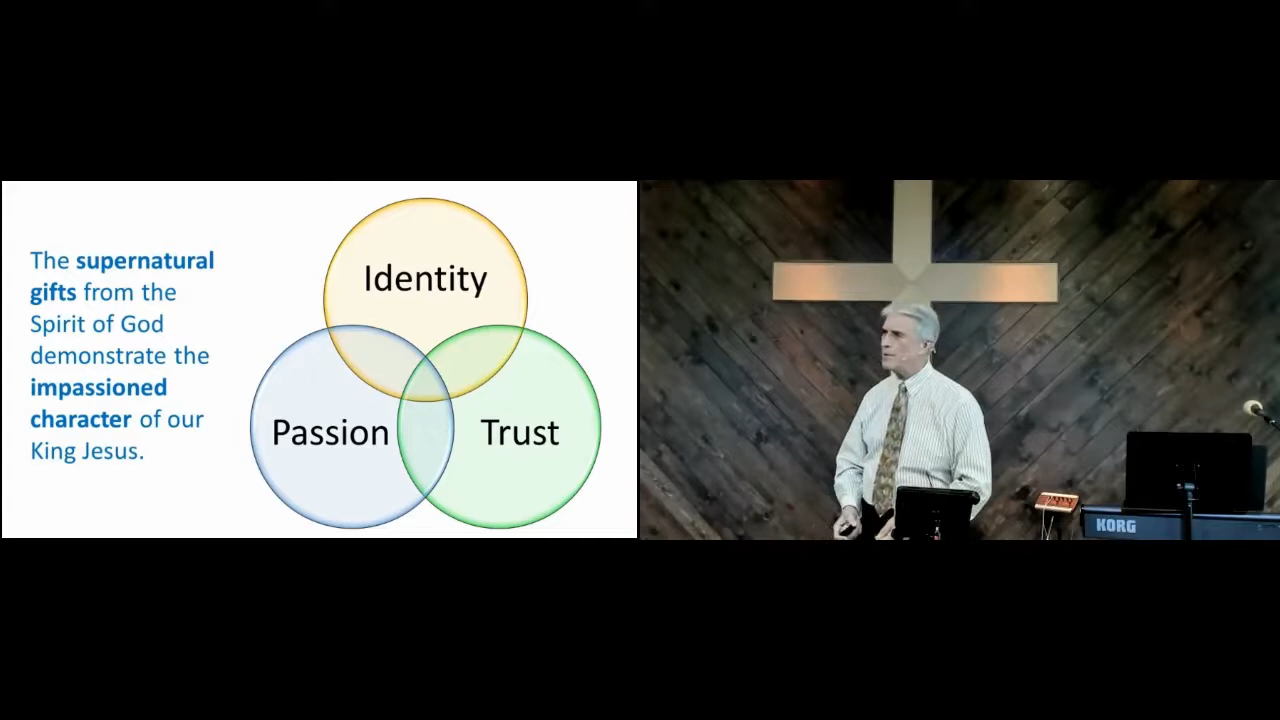 The supernatural
gifts from the
Spirit of God
demonstrate the
impassioned
character of our
King Jesus.
Identity
Passion
Trust
KORG